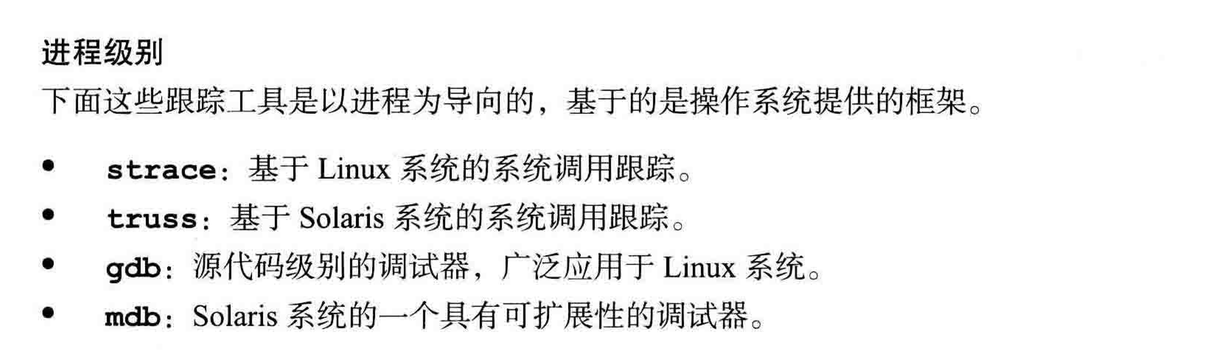 进程级别
下面这些跟踪工具是以进程为导向的，基于的是操作系统提供的框架。
• strace：基于 Linux 系统的系统调用跟踪。
• truss：基于 Solaris 系统的系统调用跟踪。
• gdb：源代码级别的调试器，广泛应用于 Linux 系统。
• mdb：Solaris 系统的一个具有可扩展性的调试器。